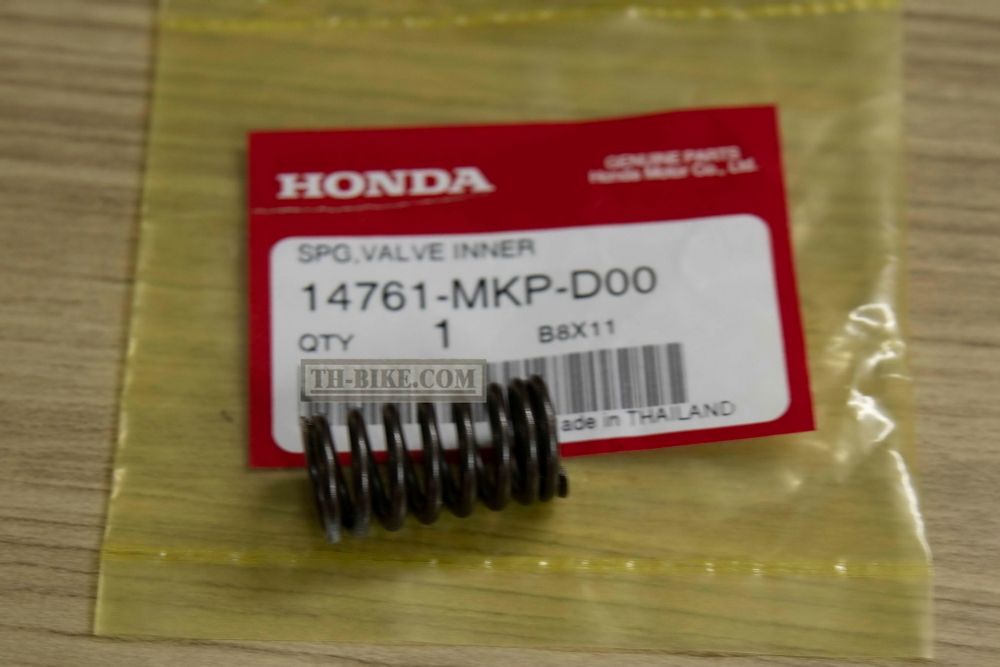 HONDA
GENUINE PARTS
Honda Motor Co., Ltd.
SPG,VALVE INNER
14761-MKP-D00
QTY 1 B8X11
TH-BIKE.COM
ade in THAILAND